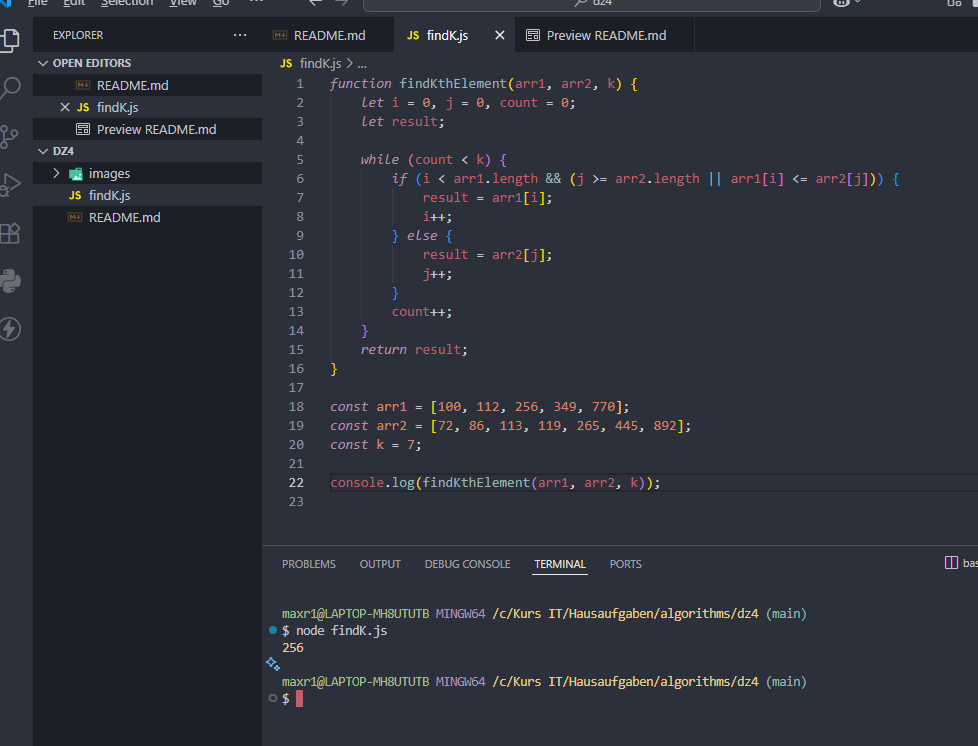 File Edit Selection View Go ...
dz4
EXPLORER ...
OPEN EDITORS
README.md
JS findK.js
Preview README.md
DZ4
images
JS findK.js
README.md
README.md
JS findK.js
Preview README.md
JS findK.js > ...
1 function findKthElement(arr1, arr2, k) {
2 let i = 0, j = 0, count = 0;
3 let result;
4
5 while (count < k) {
6 if (i < arr1.length && (j >= arr2.length || arr1[i] <= arr2[j])) {
7 result = arr1[i];
8 i++;
9 } else {
10 result = arr2[j];
11 j++;
12 }
13 count++;
14 }
15 return result;
16 }
17
18 const arr1 = [100, 112, 256, 349, 770];
19 const arr2 = [72, 86, 113, 119, 265, 445, 892];
20 const k = 7;
21
22 console.log(findKthElement(arr1, arr2, k));
23
PROBLEMS OUTPUT DEBUG CONSOLE TERMINAL PORTS bas
maxr1@LAPTOP-MH8UTUTB MINGW64 /c/Kurs IT/Hausaufgaben/algorithms/dz4 (main)
$ node findK.js
256
maxr1@LAPTOP-MH8UTUTB MINGW64 /c/Kurs IT/Hausaufgaben/algorithms/dz4 (main)
$